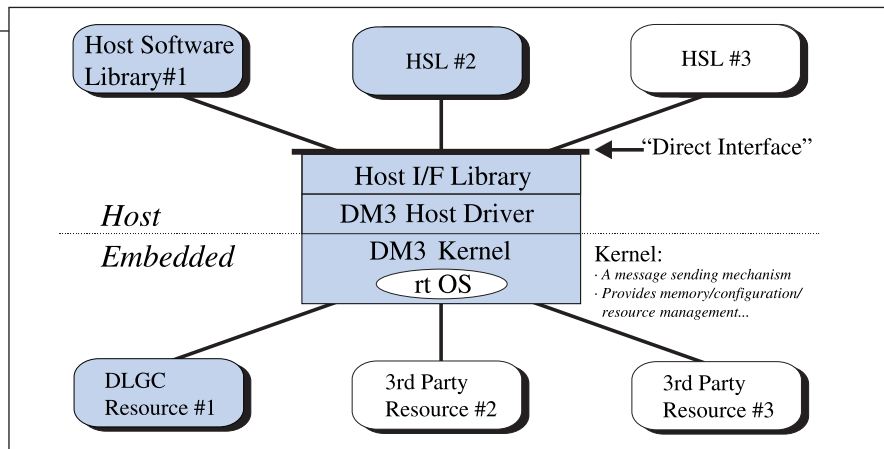 Host Software
Library#1
HSL #2
HSL #3
“Direct Interface”
Host I/F Library
DM3 Host Driver
Host
Embedded
DM3 Kernel
rt OS
Kernel:
· A message sending mechanism
· Provides memory/configuration/
resource management...
DLGC
Resource #1
3rd Party
Resource #2
3rd Party
Resource #3